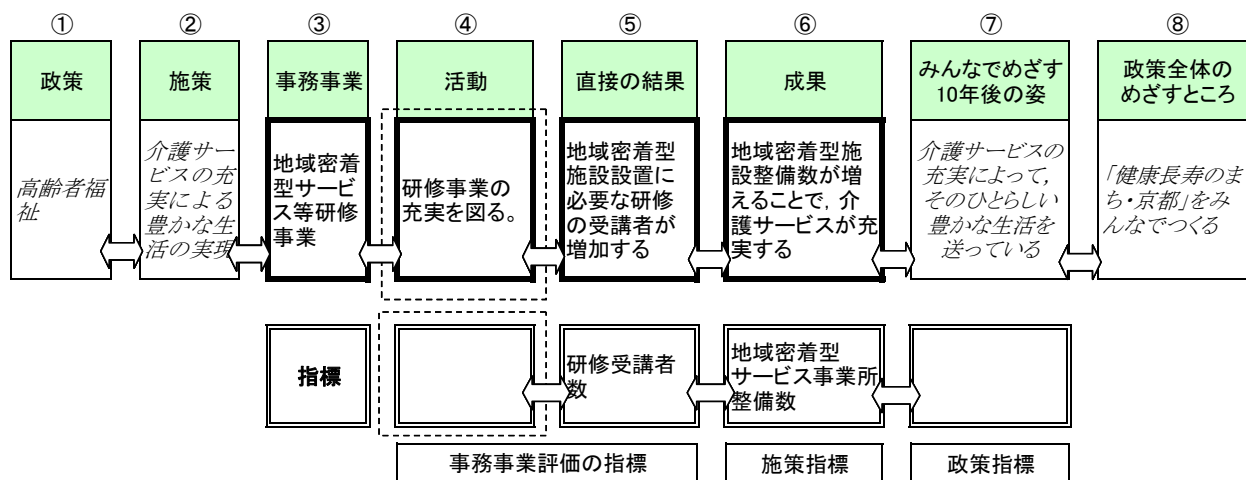 ① ② ③ ④ ⑤ ⑥ ⑦ ⑧
政策
施策
事務事業
活動
直接の結果
成果
みんなでめざす
10年後の姿
政策全体の
めざすところ
高齢者福
祉
介護サー
ビスの充
実による
豊かな生
活の実現
地域密着
型サービ
ス等研修
事業
研修事業の
充実を図る。
地域密着型
施設設置に
必要な研修
の受講者が
増加する
地域密着型施
設整備数が増
えることで，介
護サービスが充
実する
介護サービスの
充実によって，
そのひとらしい
豊かな生活を
送っている
「健康長寿のま
ち・京都」をみ
んなでつくる
指標
研修受講者
数
地域密着型
サービス事業所
整備数
事務事業評価の指標
施策指標
政策指標